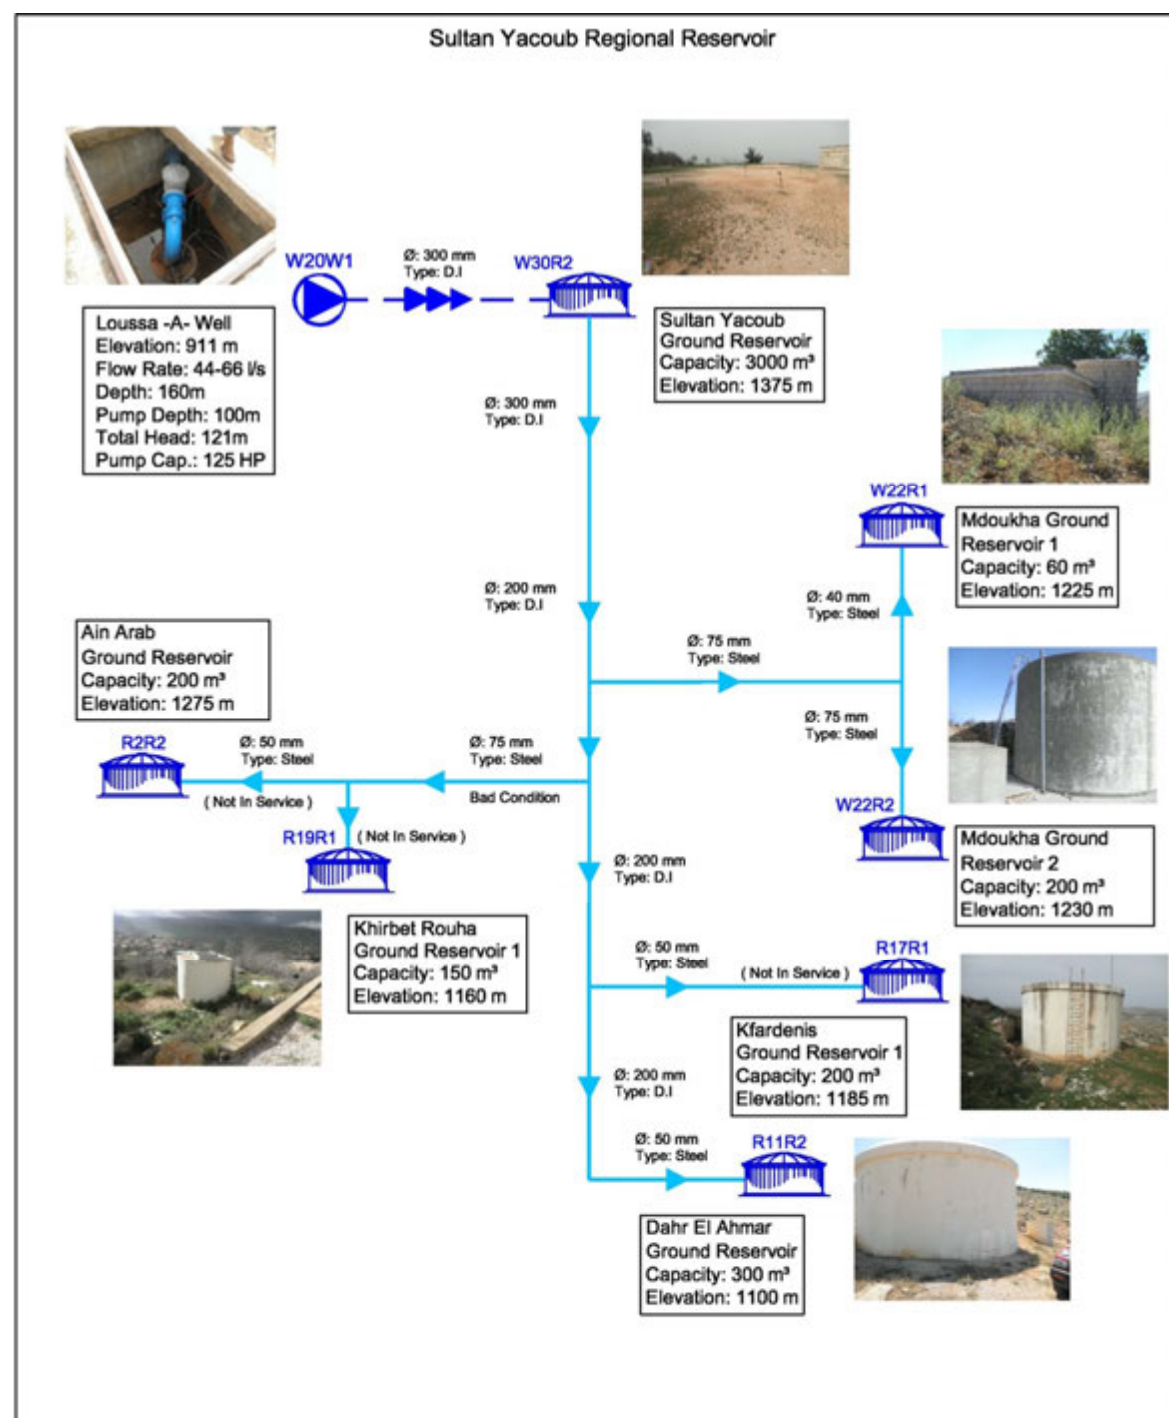 Sultan Yacoub Regional Reservoir
W20W1
Ø: 300 mm
Type: D.I
W30R2
Loussa -A- Well
Elevation: 911 m
Flow Rate: 44-66 l/s
Depth: 160m
Pump Depth: 100m
Total Head: 121m
Pump Cap.: 125 HP
Sultan Yacoub
Ground Reservoir
Capacity: 3000 m³
Elevation: 1375 m
Ø: 300 mm
Type: D.I
W22R1
Mdoukha Ground
Reservoir 1
Capacity: 60 m³
Elevation: 1225 m
Ø: 200 mm
Type: D.I
Ø: 40 mm
Type: Steel
Ø: 75 mm
Type: Steel
Ain Arab
Ground Reservoir
Capacity: 200 m³
Elevation: 1275 m
Ø: 75 mm
Type: Steel
R2R2
Ø: 50 mm
Type: Steel
( Not In Service )
Ø: 75 mm
Type: Steel
Bad Condition
W22R2
Mdoukha Ground
Reservoir 2
Capacity: 200 m³
Elevation: 1230 m
R19R1
( Not In Service )
Ø: 200 mm
Type: D.I
Khirbet Rouha
Ground Reservoir 1
Capacity: 150 m³
Elevation: 1160 m
Ø: 50 mm
Type: Steel
( Not In Service )
R17R1
Kfardenis
Ground Reservoir 1
Capacity: 200 m³
Elevation: 1185 m
Ø: 200 mm
Type: D.I
Ø: 50 mm
Type: Steel
R11R2
Dahr El Ahmar
Ground Reservoir
Capacity: 300 m³
Elevation: 1100 m